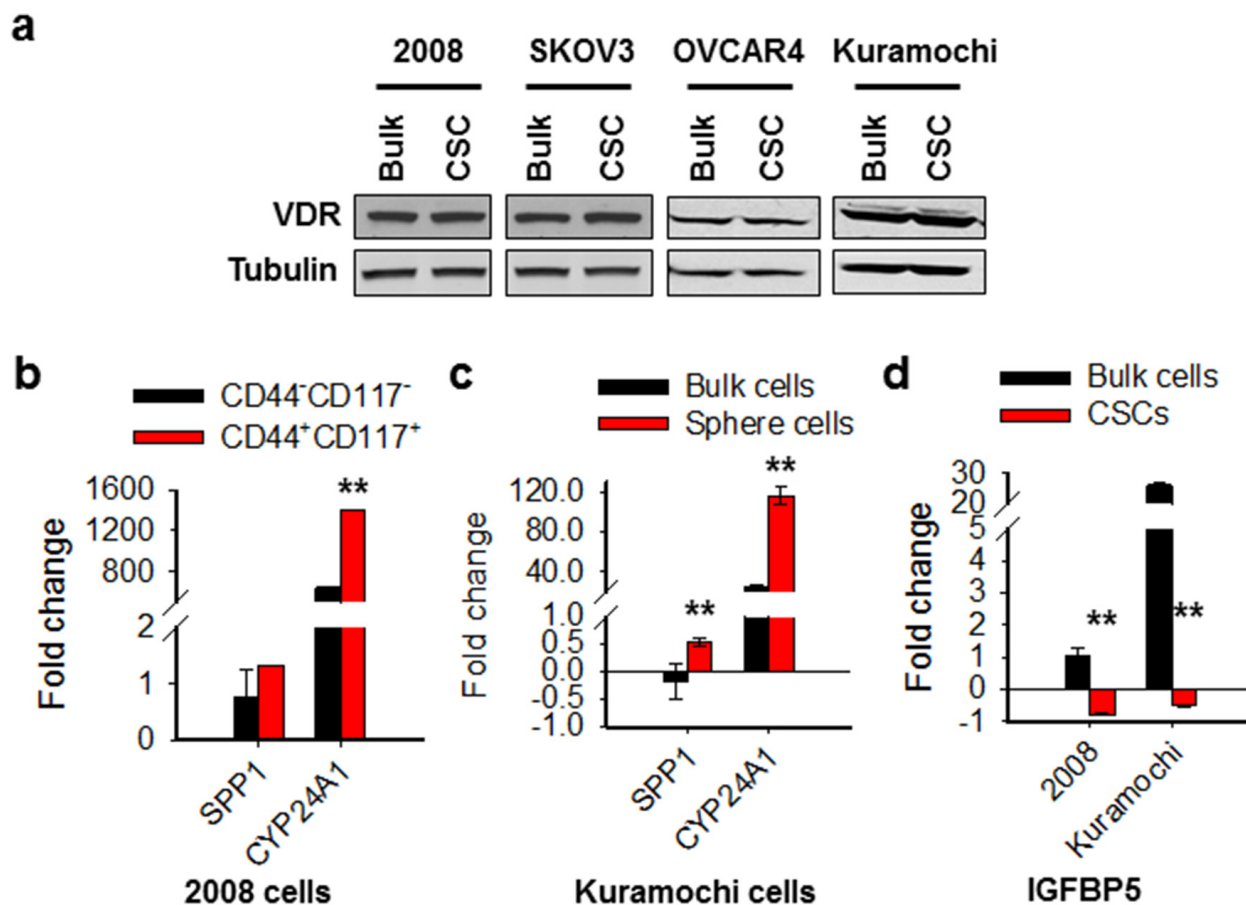 a
2008 SKOV3 OVCAR4 Kuramochi
Bulk CSC Bulk CSC Bulk CSC Bulk CSC
VDR
Tubulin
b
CD44⁻CD117⁻
CD44⁺CD117⁺
Fold change
1600
1400
800
2
1
0
**
SPP1
CYP24A1
2008 cells
c
Bulk cells
Sphere cells
Fold change
120.0
80.0
40.0
1.0
0.5
0.0
-0.5
-1.0
**
**
SPP1
CYP24A1
Kuramochi cells
d
Bulk cells
CSCs
Fold change
30
20
5
4
3
2
1
0
-1
**
**
2008
Kuramochi
IGFBP5